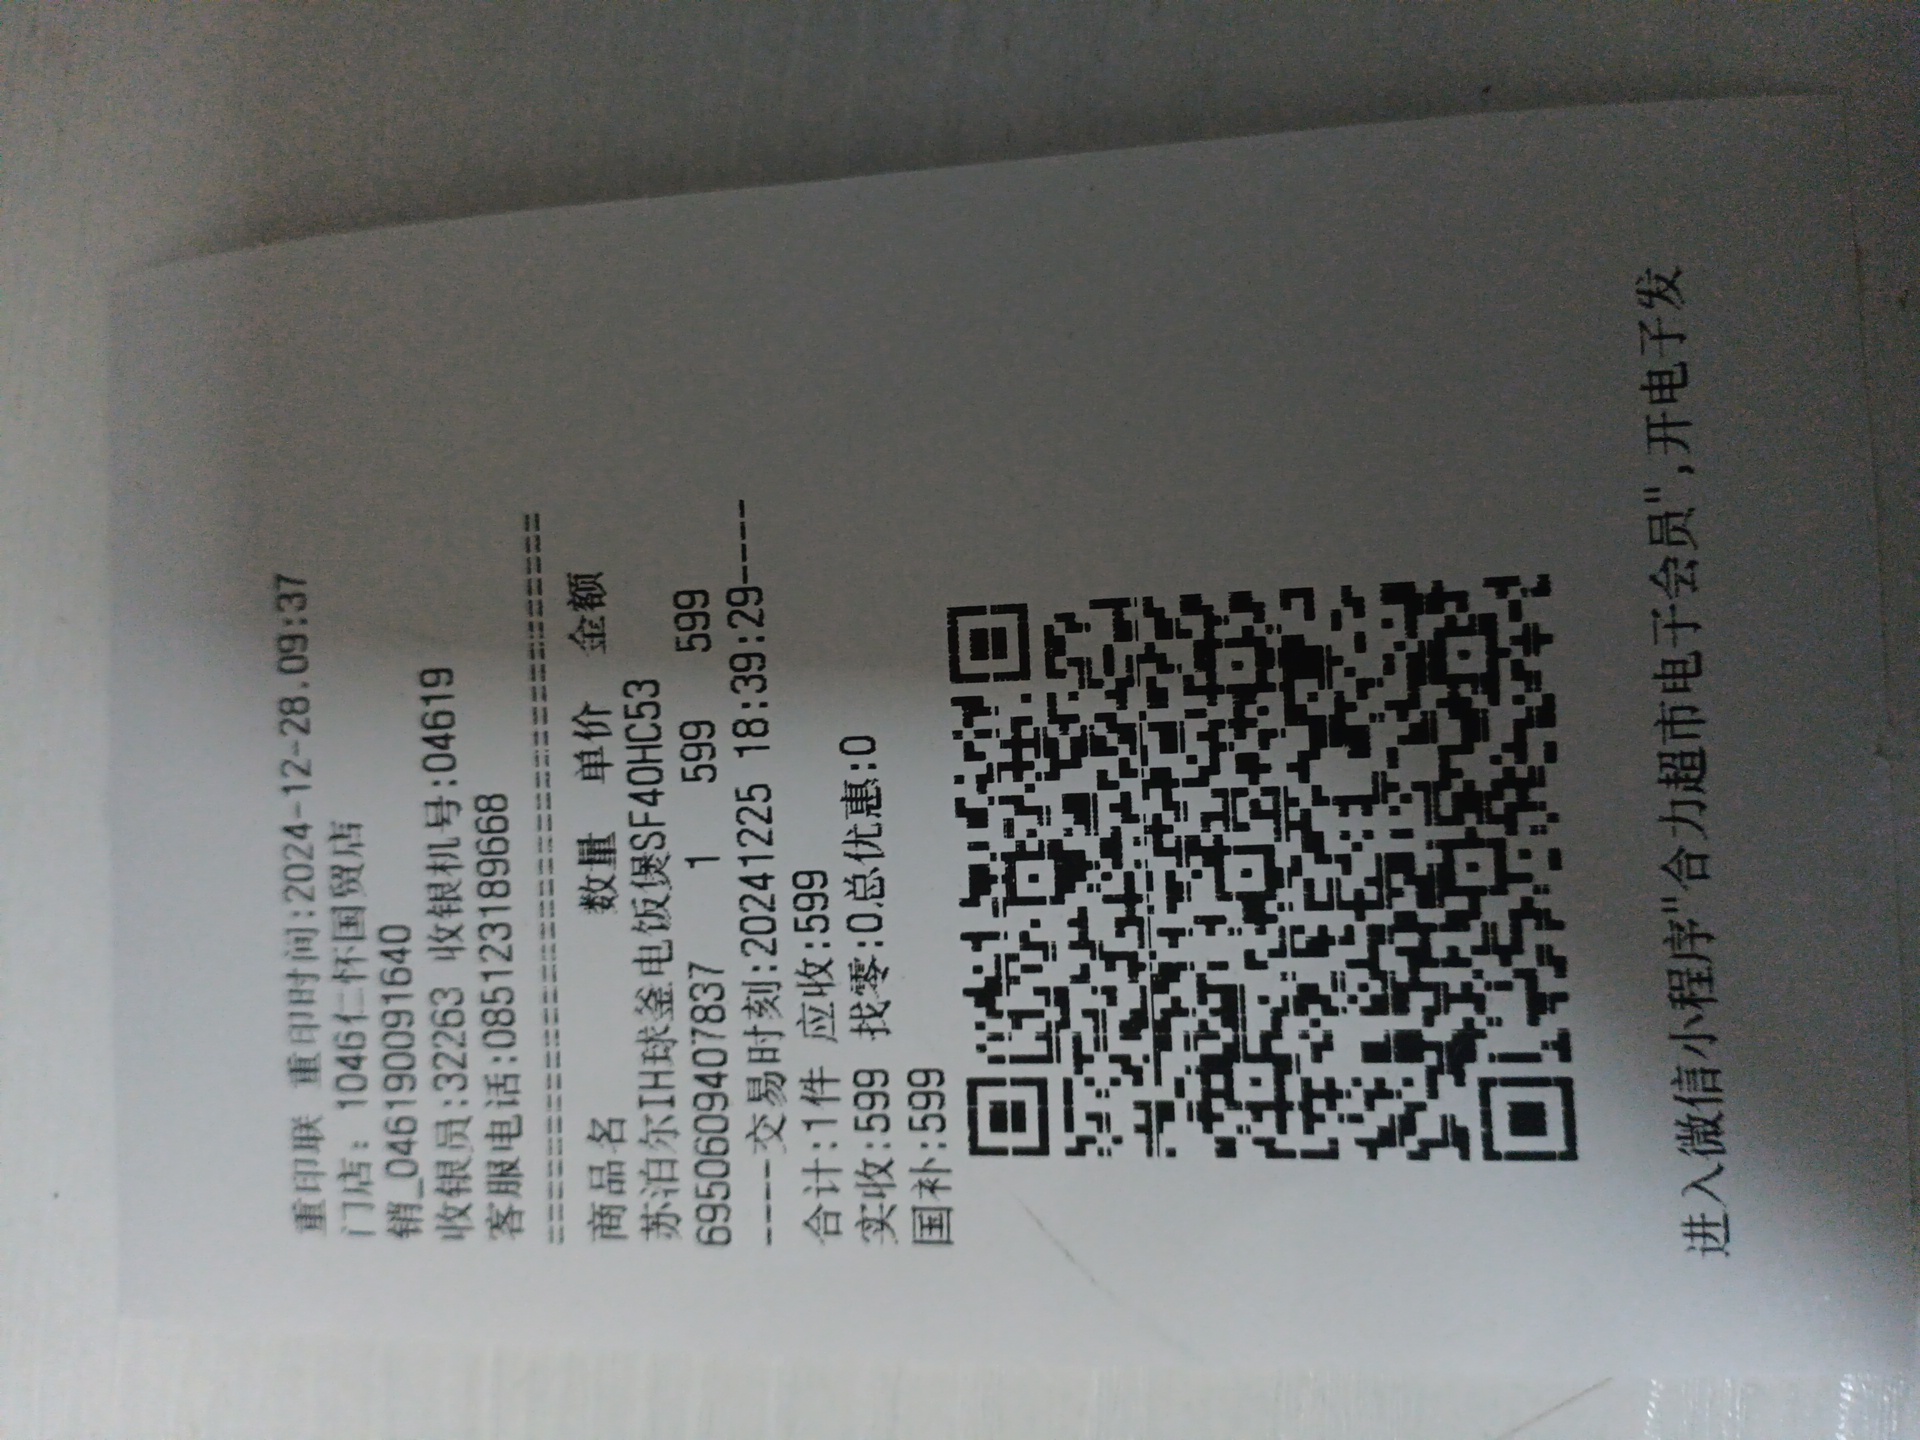 重印联 重印时间:2024-12-28.09:37
门店: 1046仁怀国贸店
销_046190091640
收银员:32263 收银机号:04619
客服电话:085123189668
==========================================
商品名 数量 单价 金额
苏泊尔IH球釜电饭煲SF40HC53
6950609407837 1 599 599
----交易时刻:20241225 18:39:29----
合计:1件 应收:599
实收:599 找零:0总优惠:0
国补:599
进入微信小程序"合力超市电子会员",开电子发